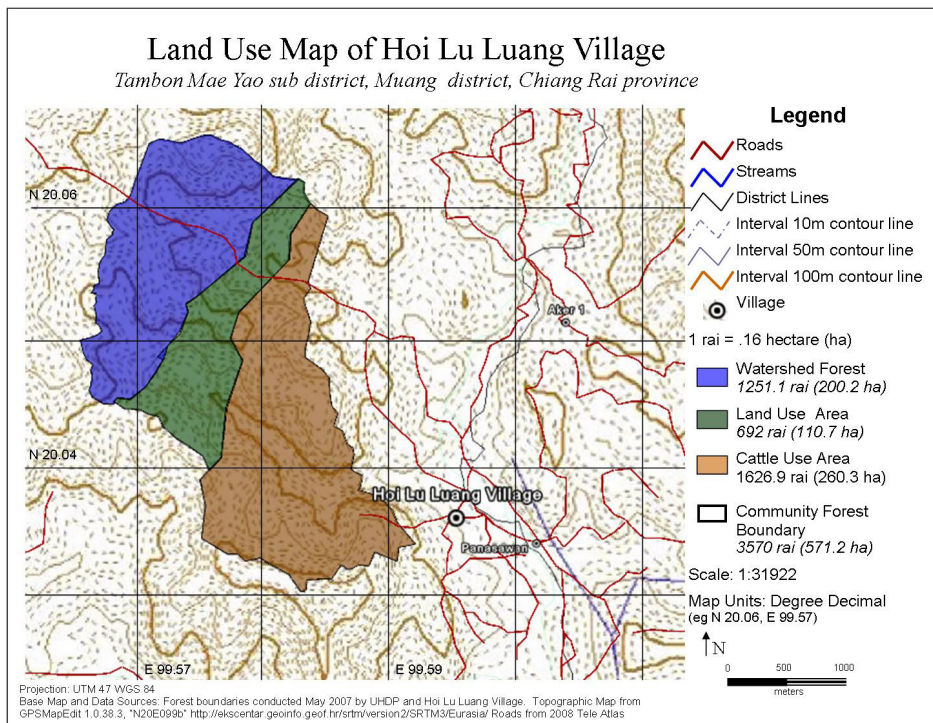 Land Use Map of Hoi Lu Luang Village
Tambon Mae Yao sub district, Muang district, Chiang Rai province
N 20.06
N 20.04
E 99.57
E 99.59
Aker 1
Hoi Lu Luang Village
Panasawan
Legend
Roads
Streams
District Lines
Interval 10m contour line
Interval 50m contour line
Interval 100m contour line
Village
1 rai = .16 hectare (ha)
Watershed Forest
1251.1 rai (200.2 ha)
Land Use Area
692 rai (110.7 ha)
Cattle Use Area
1626.9 rai (260.3 ha)
Community Forest
Boundary
3570 rai (571.2 ha)
Scale: 1:31922
Map Units: Degree Decimal
(eg N 20.06, E 99.57)
N
0 500 1000
meters
Projection: UTM 47 WGS 84
Base Map and Data Sources: Forest boundaries conducted May 2007 by UHDP and Hoi Lu Luang Village. Topographic Map from
GPSMapEdit 1.0.38.3, "N20E099b" http://ekscentar.geoinfo.geof.hr/srtm/version2/SRTM3/Eurasia/ Roads from 2008 Tele Atlas